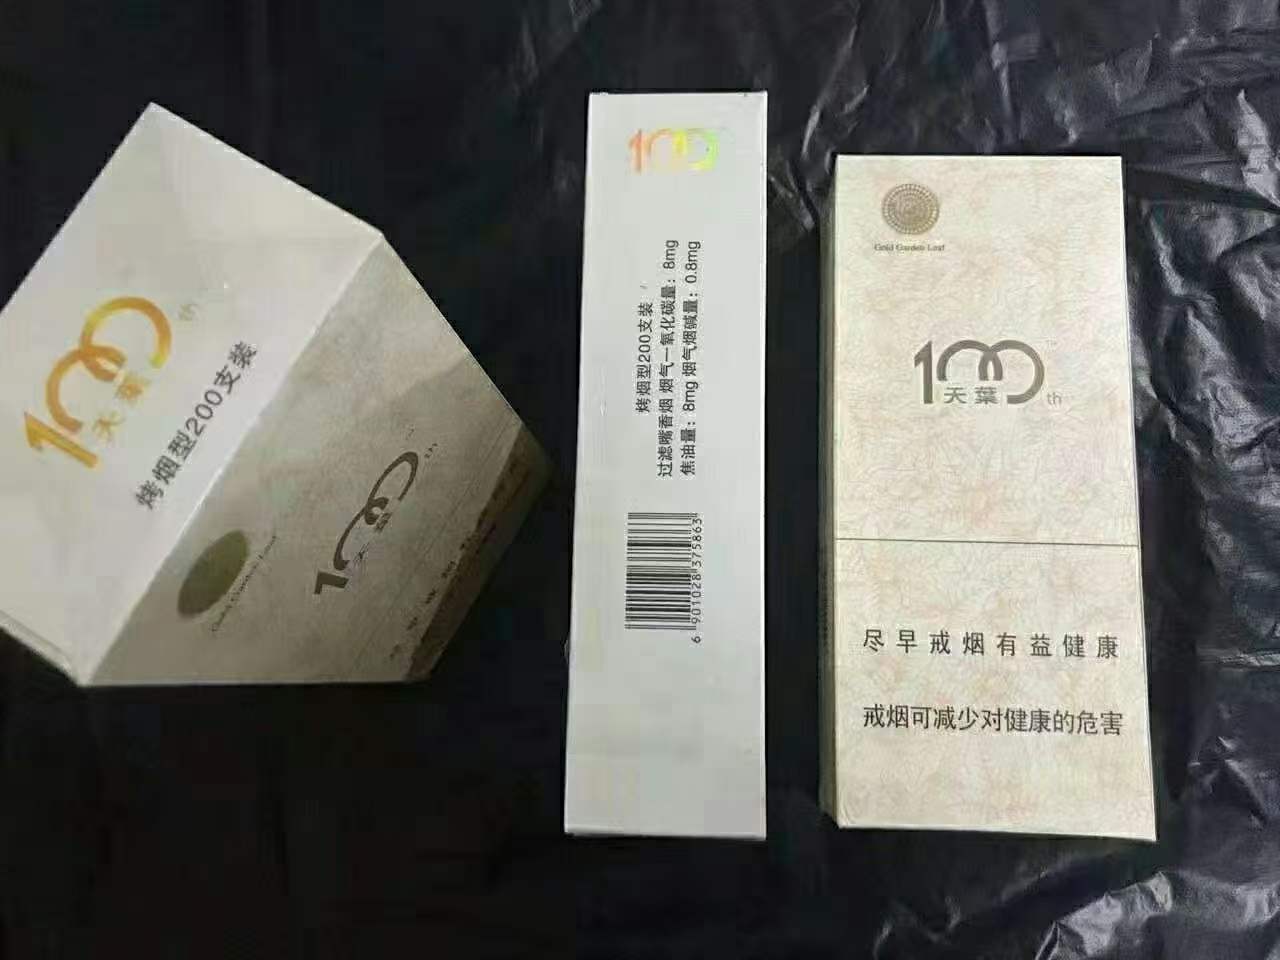 100
th
天葉
烤烟型200支装
Gold Garden Leaf
100
th
天葉
100
烤烟型200支装
过滤嘴香烟 烟气一氧化碳量：8mg
焦油量：8mg 烟气烟碱量：0.8mg
6 901028 375863
Gold Garden Leaf
100
TM
天葉
th
尽早戒烟有益健康
戒烟可减少对健康的危害